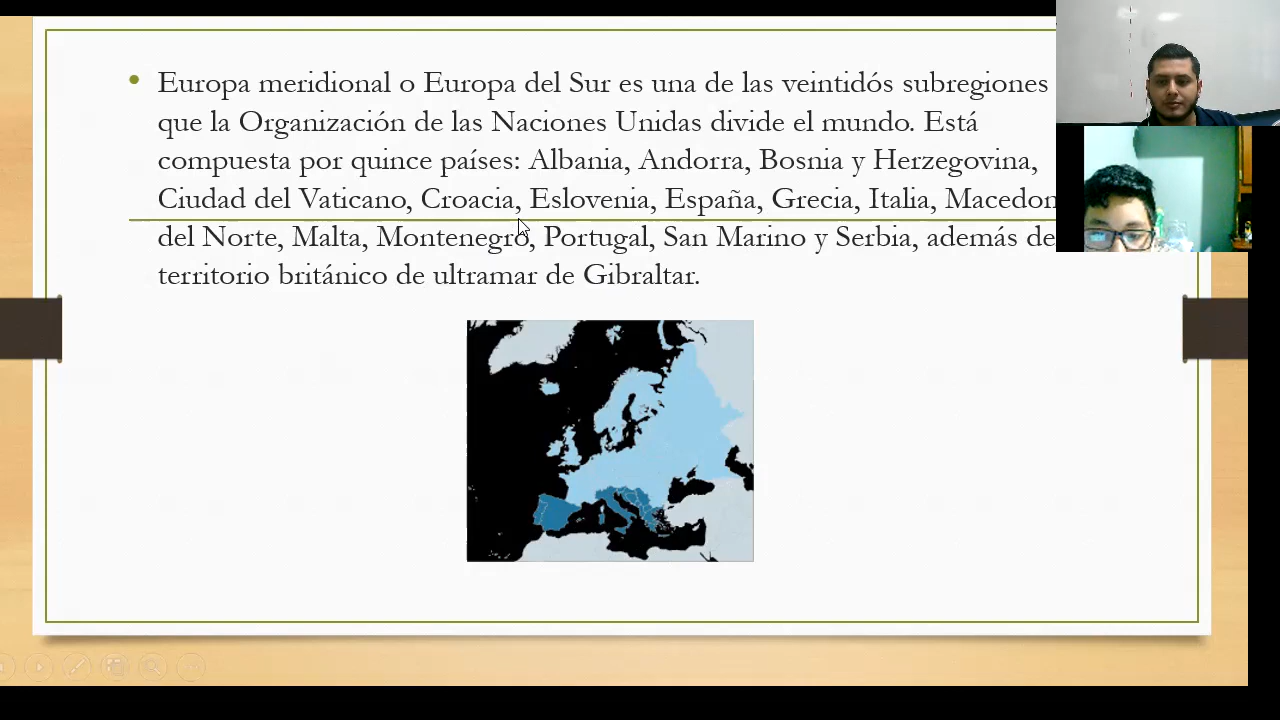 Europa meridional o Europa del Sur es una de las veintidós subregiones
que la Organización de las Naciones Unidas divide el mundo. Está
compuesta por quince países: Albania, Andorra, Bosnia y Herzegovina,
Ciudad del Vaticano, Croacia, Eslovenia, España, Grecia, Italia,
del Norte, Malta, Montenegro, Portugal, San Marino y Serbia, además
territorio británico de ultramar de Gibraltar.